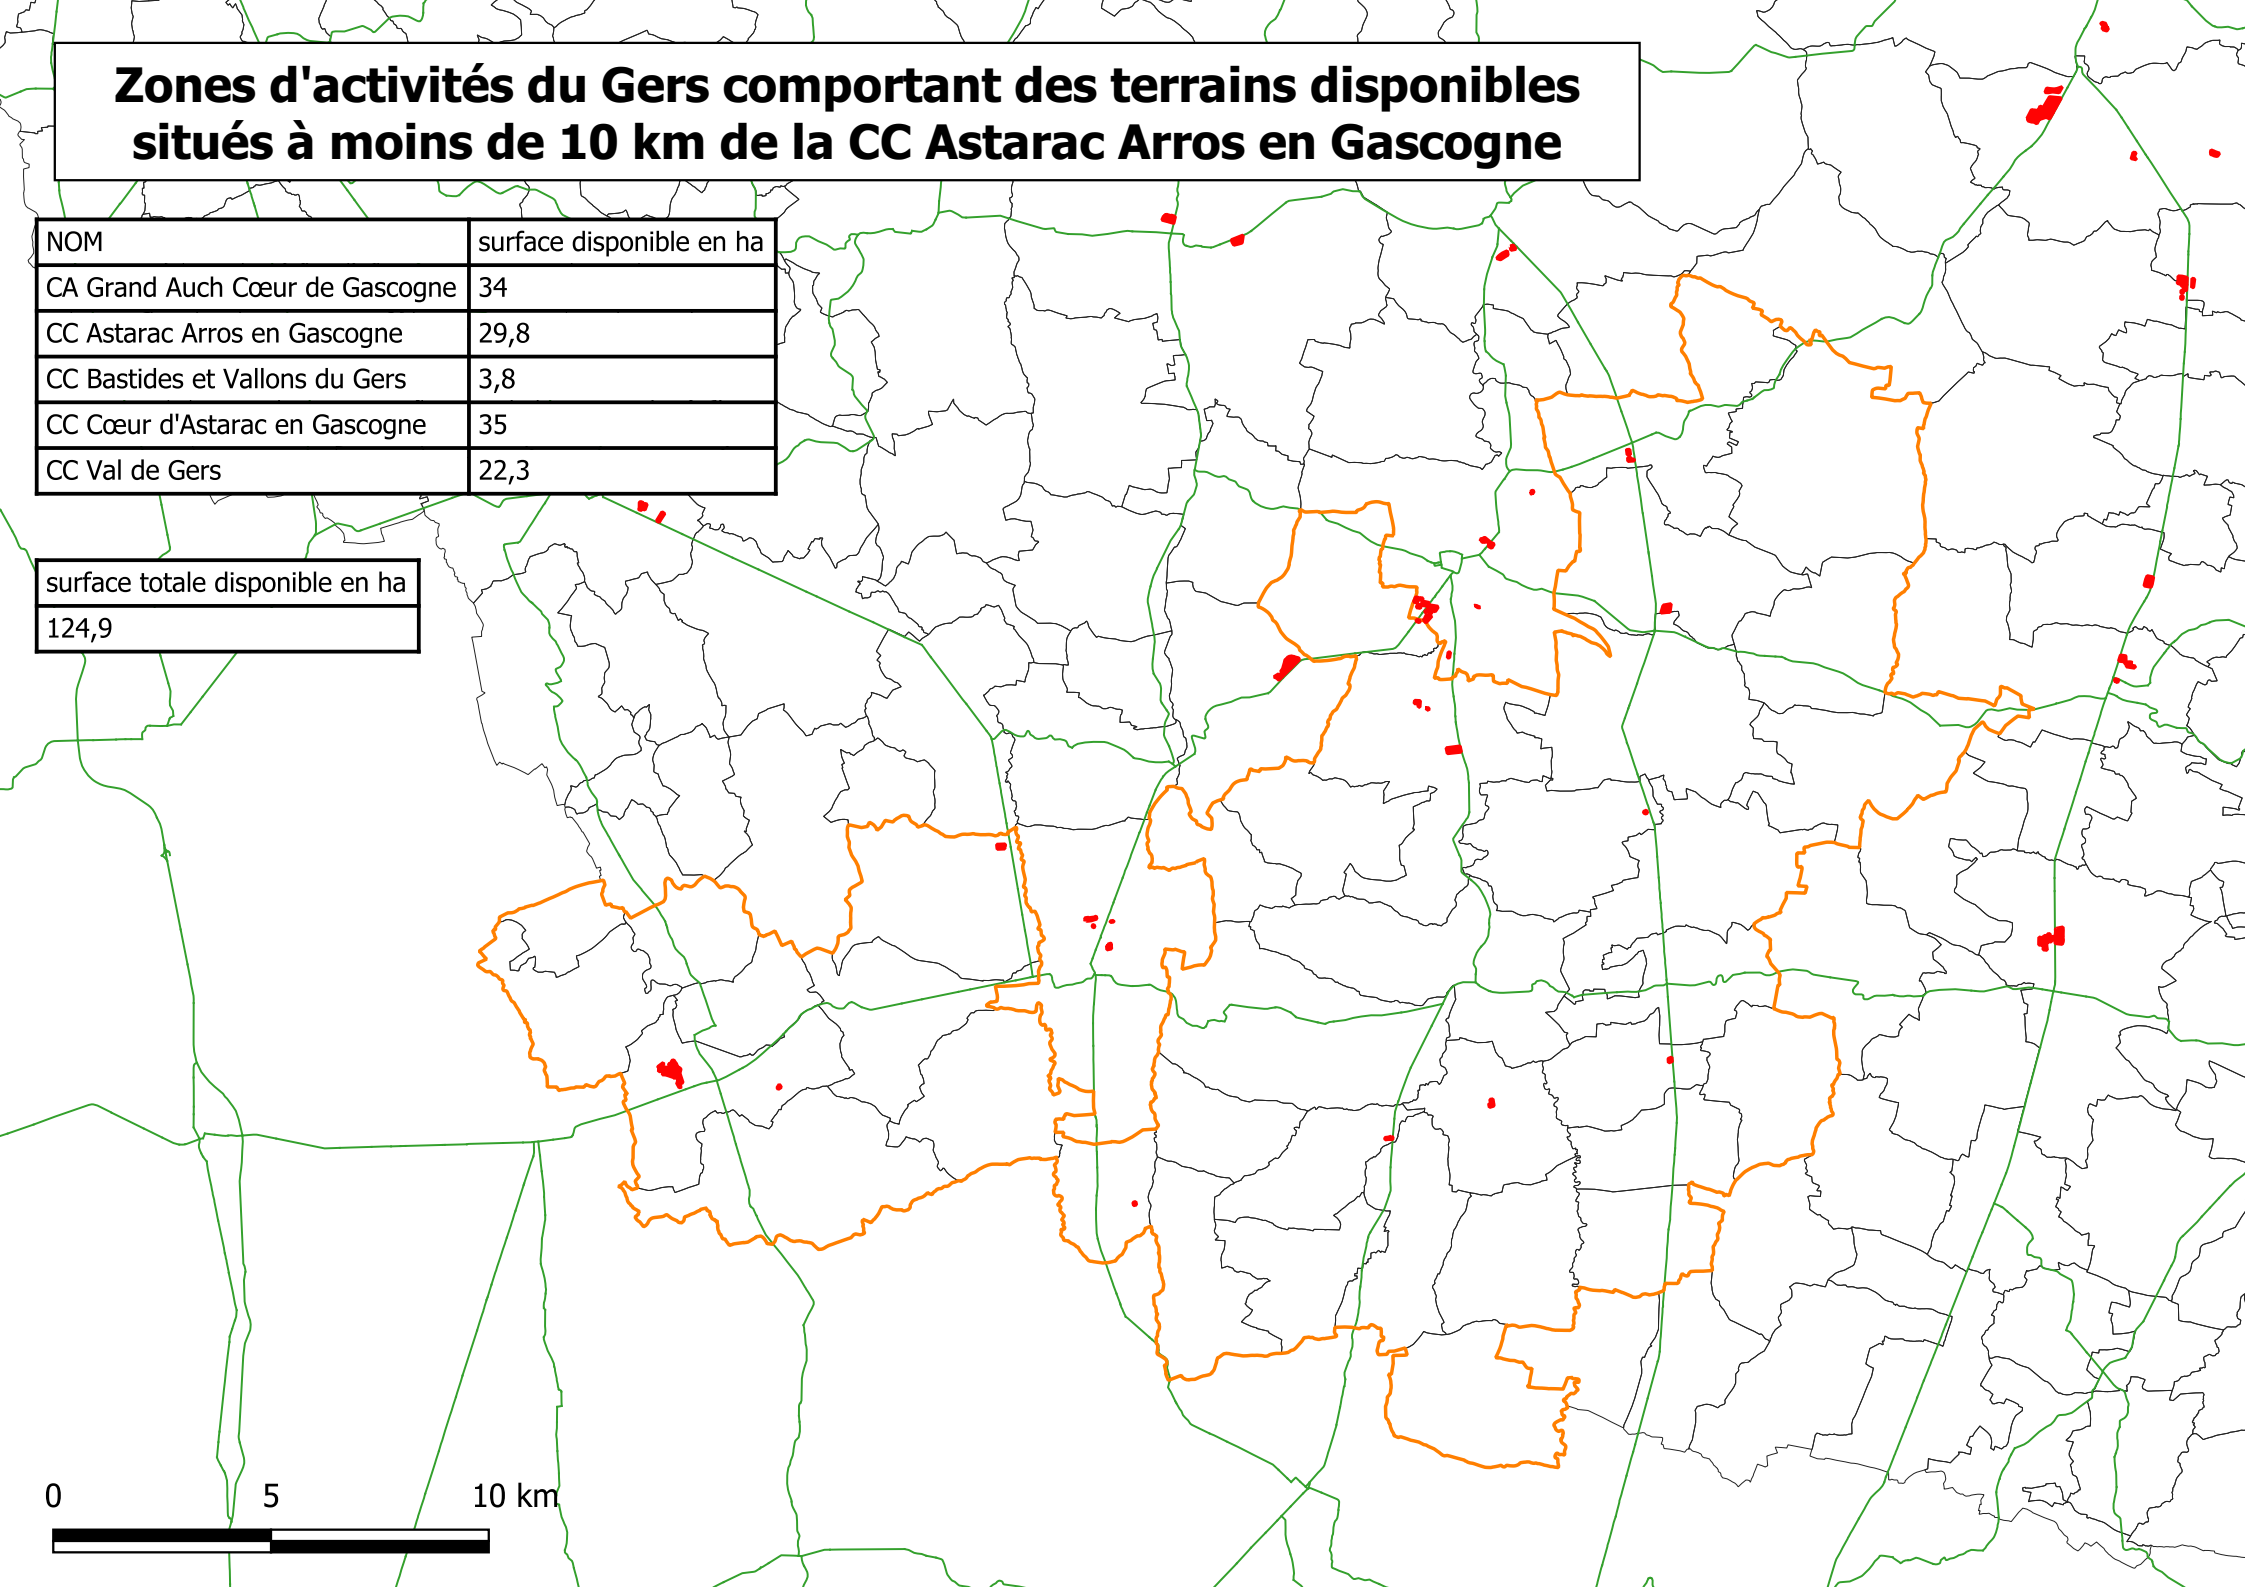 Zones d'activités du Gers comportant des terrains disponibles
situés à moins de 10 km de la CC Astarac Arros en Gascogne
NOM surface disponible en ha
CA Grand Auch Cœur de Gascogne 34
CC Astarac Arros en Gascogne 29,8
CC Bastides et Vallons du Gers 3,8
CC Cœur d'Astarac en Gascogne 35
CC Val de Gers 22,3
surface totale disponible en ha
124,9
0 5 10 km